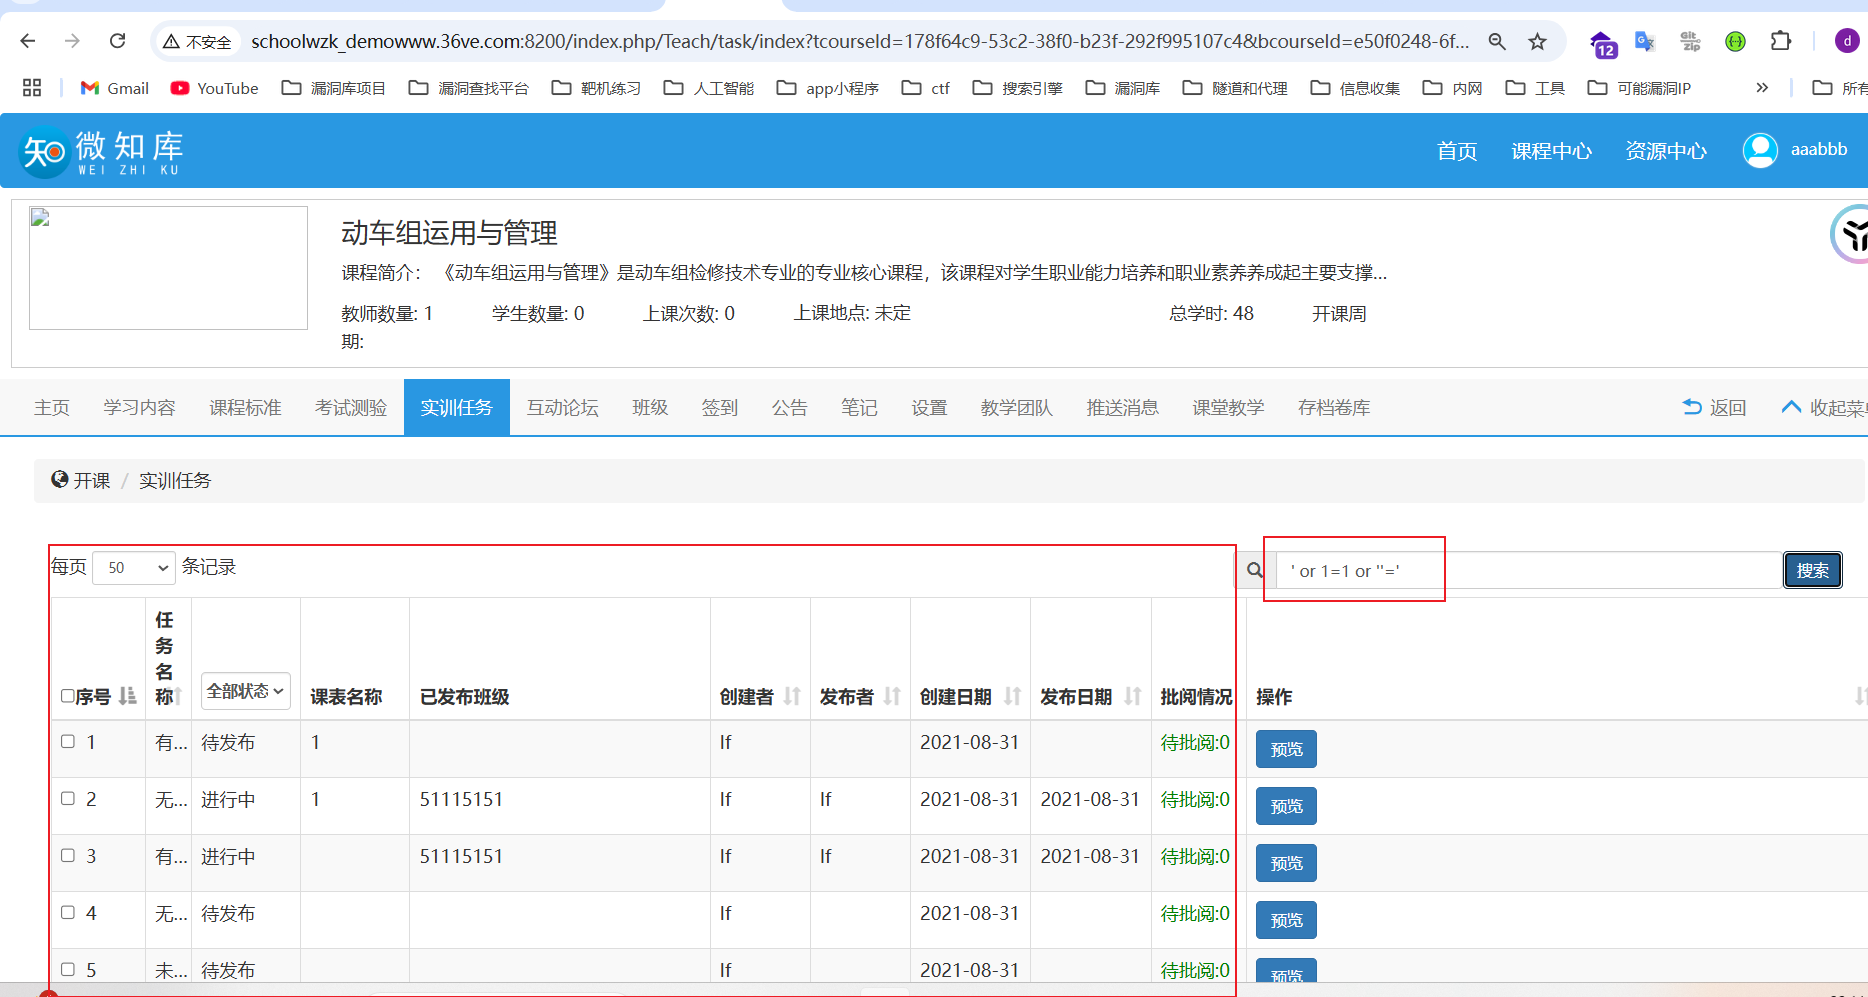 不安全 schoolwzk_demowww.36ve.com:8200/index.php/Teach/task/index?tcourseId=178f64c9-53c2-38f0-b23f-292f995107c4&bcourseId=e50f0248-6f... 12 Git Zip d
Gmail YouTube 漏洞库项目 漏洞查找平台 靶机练习 人工智能 app小程序 ctf 搜索引擎 漏洞库 隧道和代理 信息收集 内网 工具 可能漏洞IP » 所有
知 微知库 首页 课程中心 资源中心 aaabbb
WEI ZHI KU
动车组运用与管理
课程简介： 《动车组运用与管理》是动车组检修技术专业的专业核心课程，该课程对学生职业能力培养和职业素养养成起主要支撑...
教师数量: 1 学生数量: 0 上课次数: 0 上课地点: 未定 总学时: 48 开课周
期:
主页 学习内容 课程标准 考试测验 实训任务 互动论坛 班级 签到 公告 笔记 设置 教学团队 推送消息 课堂教学 存档卷库 返回 收起菜单
开课 / 实训任务
每页 50 条记录 ' or 1=1 or ''=' 搜索
序号 任务名称 全部状态 课表名称 已发布班级 创建者 发布者 创建日期 发布日期 批阅情况 操作
1 有... 待发布 1 lf 2021-08-31 待批阅:0 预览
2 无... 进行中 1 51115151 lf lf 2021-08-31 2021-08-31 待批阅:0 预览
3 有... 进行中 51115151 lf lf 2021-08-31 2021-08-31 待批阅:0 预览
4 无... 待发布 lf 2021-08-31 待批阅:0 预览
5 未... 待发布 lf 2021-08-31 待批阅:0 预览